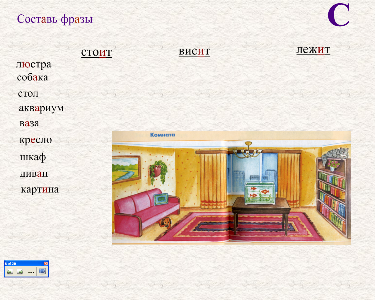 Составь фразы
С
стоит висит лежит
люстра
собака
стол
аквариум
ваза
кресло
шкаф
диван
картина
Комната